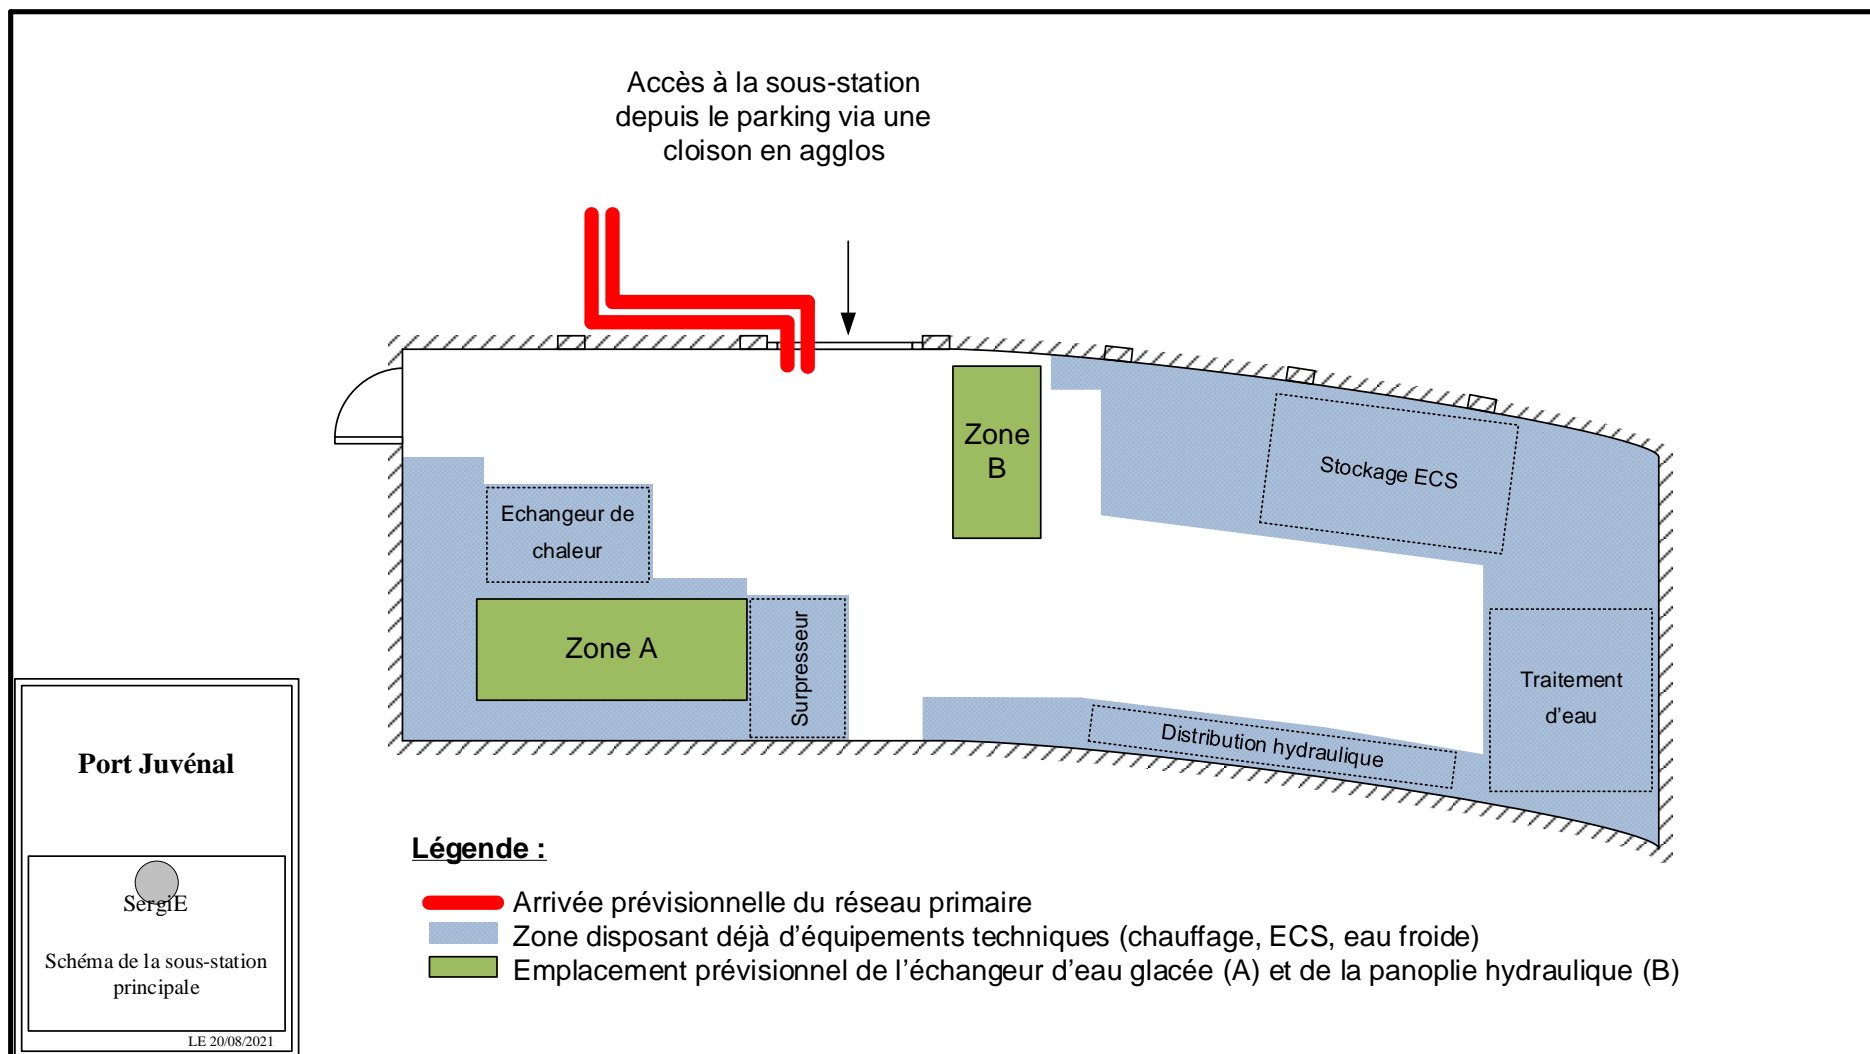 Accès à la sous-station
depuis le parking via une
cloison en agglos
Zone
B
Stockage ECS
Echangeur de
chaleur
Zone A
Surpresseur
Traitement
d’eau
Distribution hydraulique
Port Juvénal
SergiE
Schéma de la sous-station
principale
LE 20/08/2021
Légende :
Arrivée prévisionnelle du réseau primaire
Zone disposant déjà d’équipements techniques (chauffage, ECS, eau froide)
Emplacement prévisionnel de l’échangeur d’eau glacée (A) et de la panoplie hydraulique (B)